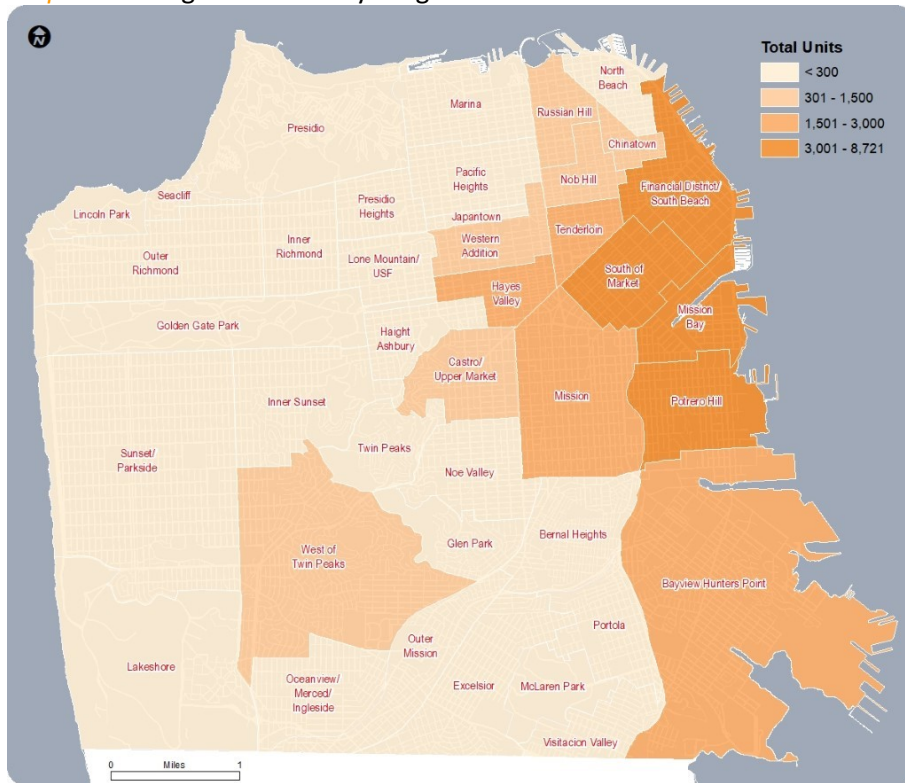 N
Total Units
< 300
301 - 1,500
1,501 - 3,000
3,001 - 8,721
North
Beach
Marina
Russian Hill
Presidio
Chinatown
Pacific
Heights
Nob Hill
Financial District/
South Beach
Seacliff
Presidio
Heights
Lincoln Park
Japantown
Tenderloin
Western
Addition
Inner
Richmond
Outer
Richmond
Lone Mountain/
USF
South of
Market
Hayes
Valley
Mission
Bay
Golden Gate Park
Haight
Ashbury
Castro/
Upper Market
Mission
Potrero Hill
Inner Sunset
Twin Peaks
Sunset/
Parkside
Noe Valley
Bernal Heights
Glen Park
West of
Twin Peaks
Bayview Hunters Point
Portola
Outer
Mission
Lakeshore
Oceanview/
Merced/
Ingleside
Excelsior
McLaren Park
Visitacion Valley
0 Miles 1